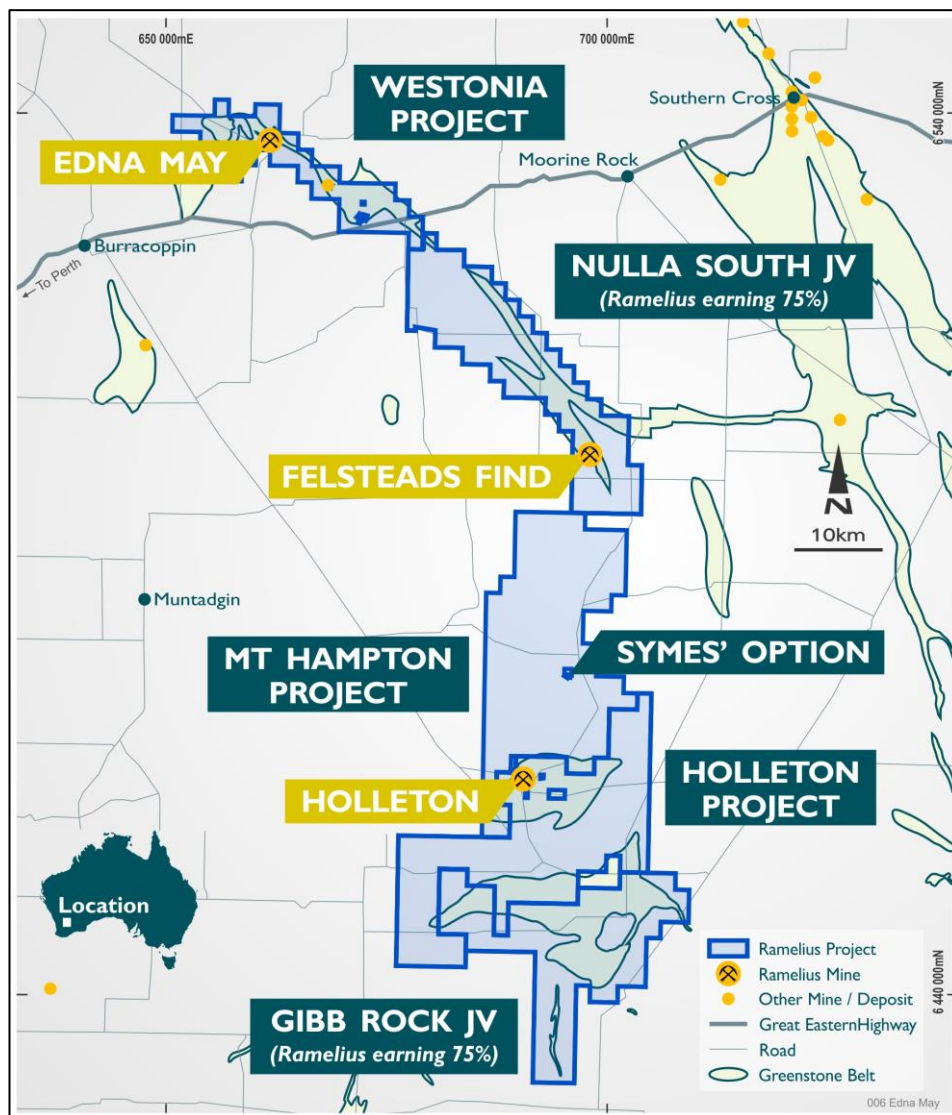 650 000mE
700 000mE
WESTONIA
PROJECT
Southern Cross
6 540 000mN
EDNA MAY
Moorine Rock
Burracoppin
To Perth
NULLA SOUTH JV
(Ramelius earning 75%)
FELSTEADS FIND
N
10km
Muntadgin
MT HAMPTON
PROJECT
SYMES' OPTION
HOLLETON
HOLLETON
PROJECT
Location
GIBB ROCK JV
(Ramelius earning 75%)
Ramelius Project
Ramelius Mine
Other Mine / Deposit
Great EasternHighway
Road
Greenstone Belt
6 440 000mN
006 Edna May